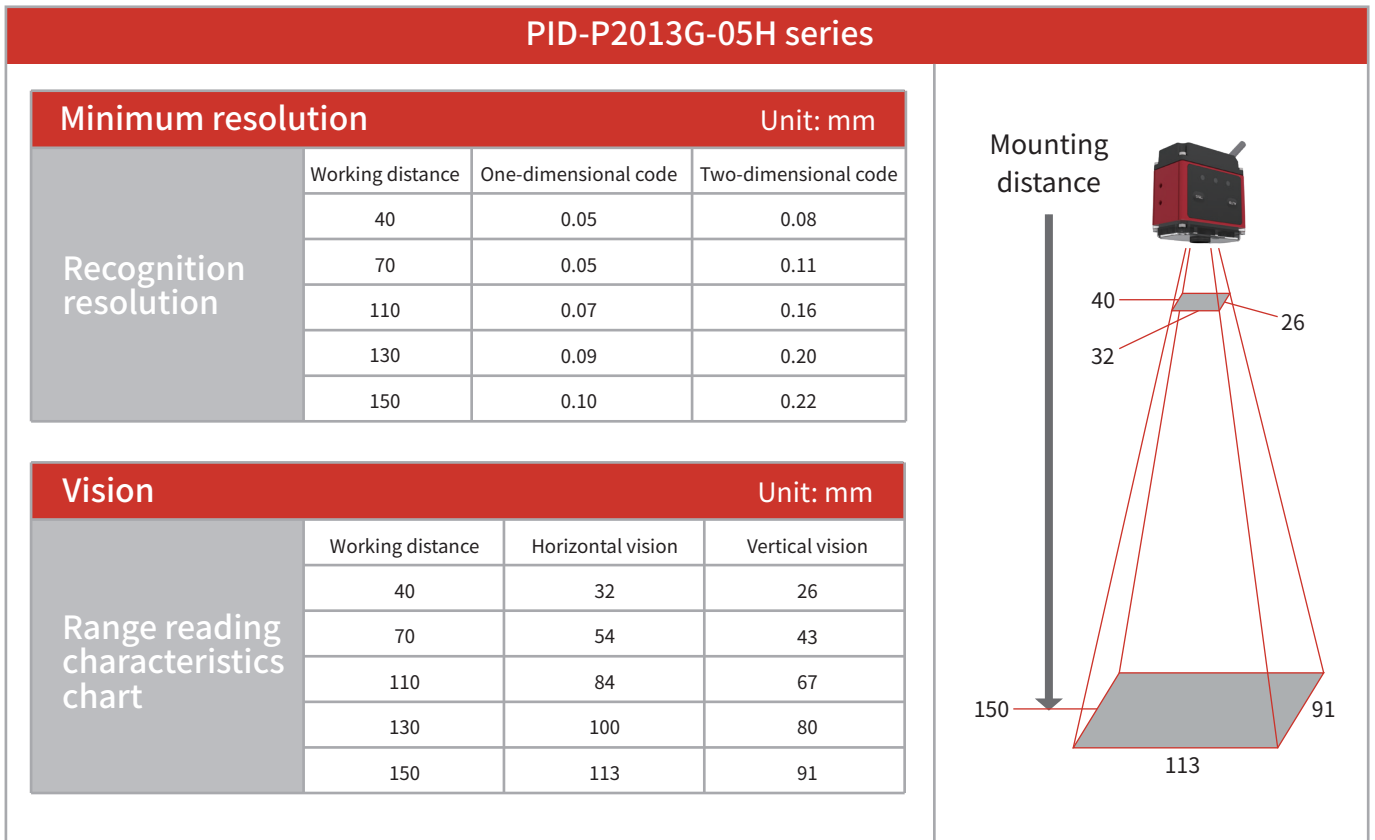 PID-P2013G-05H series
Minimum resolution Unit: mm
Recognition
resolution
Working distance One-dimensional code Two-dimensional code
40 0.05 0.08
70 0.05 0.11
110 0.07 0.16
130 0.09 0.20
150 0.10 0.22
Vision Unit: mm
Range reading
characteristics
chart
Working distance Horizontal vision Vertical vision
40 32 26
70 54 43
110 84 67
130 100 80
150 113 91
Mounting
distance
40
26
32
150
91
113